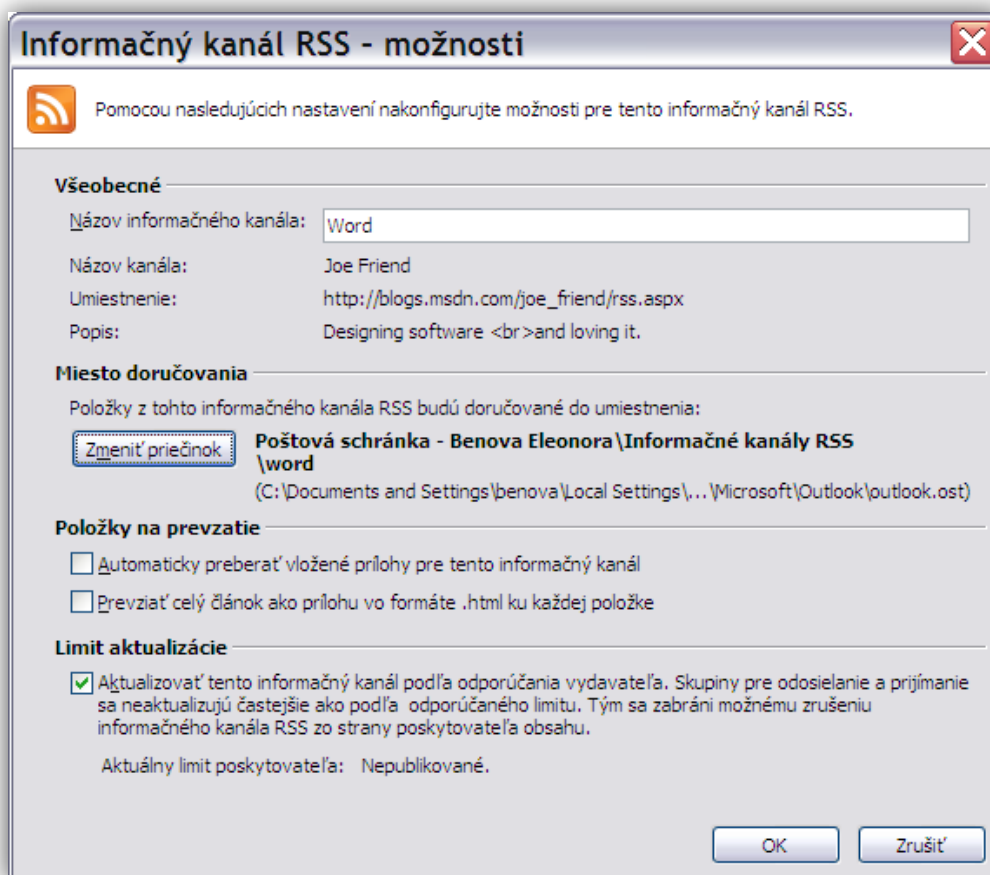 Informačný kanál RSS - možnosti
Pomocou nasledujúcich nastavení nakonfigurujte možnosti pre tento informačný kanál RSS.
Všeobecné
Názov informačného kanála: Word
Názov kanála: Joe Friend
Umiestnenie: http://blogs.msdn.com/joe_friend/rss.aspx
Popis: Designing software <br>and loving it.
Miesto doručovania
Položky z tohto informačného kanála RSS budú doručované do umiestnenia:
Zmeniť priečinok Poštová schránka - Benova Eleonora\Informačné kanály RSS
\word
(C:\Documents and Settings\benova\Local Settings\...\Microsoft\Outlook\outlook.ost)
Položky na prevzatie
Automaticky preberať vložené prílohy pre tento informačný kanál
Prevziať celý článok ako prílohu vo formáte .html ku každej položke
Limit aktualizácie
Aktualizovať tento informačný kanál podľa odporúčania vydavateľa. Skupiny pre odosielanie a prijímanie
sa neaktualizujú častejšie ako podľa odporúčaného limitu. Tým sa zabráni možnému zrušeniu
informačného kanála RSS zo strany poskytovateľa obsahu.
Aktuálny limit poskytovateľa: Nepublikované.
OK Zrušiť